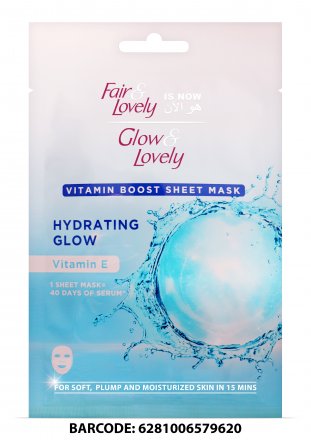 Fair & Lovely
IS NOW
هو الآن
Glow & Lovely
VITAMIN BOOST SHEET MASK
HYDRATING
GLOW
Vitamin E
1 SHEET MASK=
40 DAYS OF SERUM*
FOR SOFT, PLUMP AND MOISTURIZED SKIN IN 15 MINS
BARCODE: 6281006579620